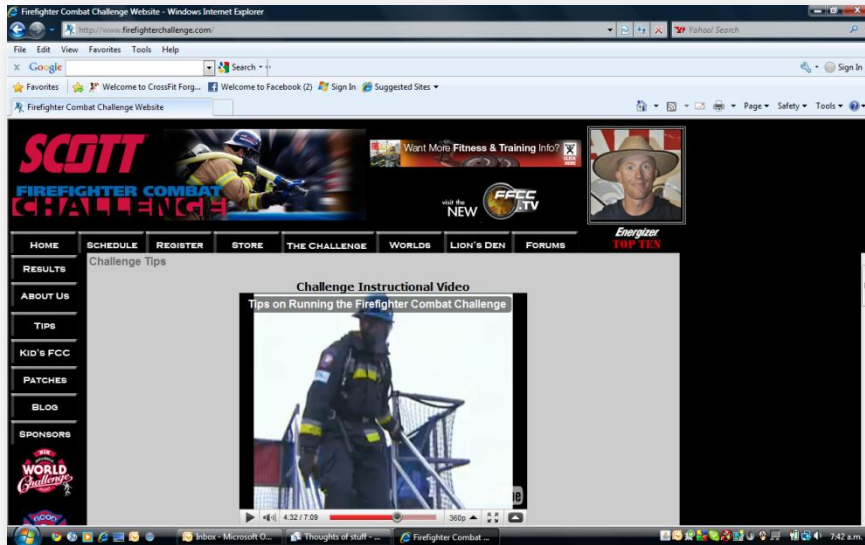 Firefighter Combat Challenge Website - Windows Internet Explorer
http://www.firefighterchallenge.com/
Yahoo! Search
File Edit View Favorites Tools Help
x Google Search Sign In
Favorites Welcome to CrossFit Forg... Welcome to Facebook (2) Sign In Suggested Sites
Firefighter Combat Challenge Website Page Safety Tools
SCOTT
FIREFIGHTER COMBAT
CHALLENGE
Want More Fitness & Training Info? CLICK HERE
visit the
NEW
FFCC
.TV
Energizer
TOP TEN
HOME SCHEDULE REGISTER STORE THE CHALLENGE WORLDS LION'S DEN FORUMS
RESULTS
ABOUT US
TIPS
KID'S FCC
PATCHES
BLOG
SPONSORS
WORLD
Challenge
Challenge Tips
Challenge Instructional Video
Tips on Running the Firefighter Combat Challenge
4:32 / 7:09 360p
Inbox - Microsoft O... Thoughts of stuff - ... Firefighter Combat ... 7:42 a.m.